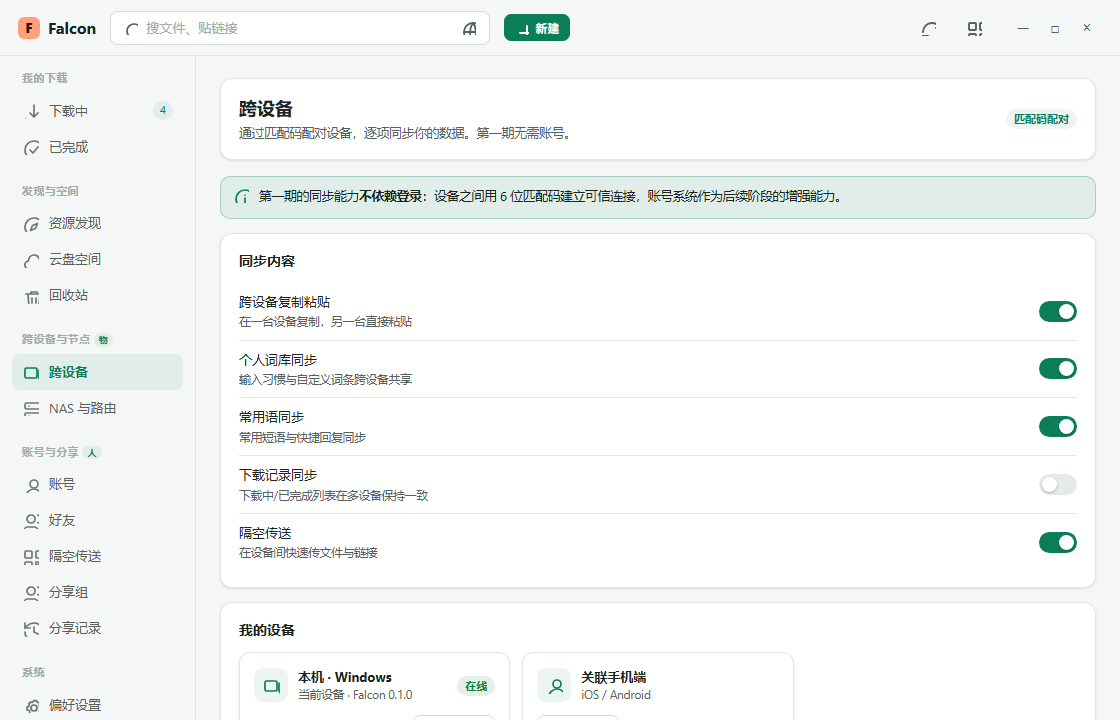 F Falcon
搜文件、贴链接
新建
我的下载
下载中
4
已完成
发现与空间
资源发现
云盘空间
回收站
跨设备与节点 物
跨设备
NAS 与路由
账号与分享 人
账号
好友
隔空传送
分享组
分享记录
系统
偏好设置
跨设备
通过匹配码配对设备，逐项同步你的数据。第一期无需账号。
匹配码配对
第一期的同步能力不依赖登录：设备之间用 6 位匹配码建立可信连接，账号系统作为后续阶段的增强能力。
同步内容
跨设备复制粘贴
在一台设备复制，另一台直接粘贴
个人词库同步
输入习惯与自定义词条跨设备共享
常用语同步
常用短语与快捷回复同步
下载记录同步
下载中/已完成列表在多设备保持一致
隔空传送
在设备间快速传文件与链接
我的设备
本机 · Windows
当前设备 · Falcon 0.1.0
在线
关联手机端
iOS / Android